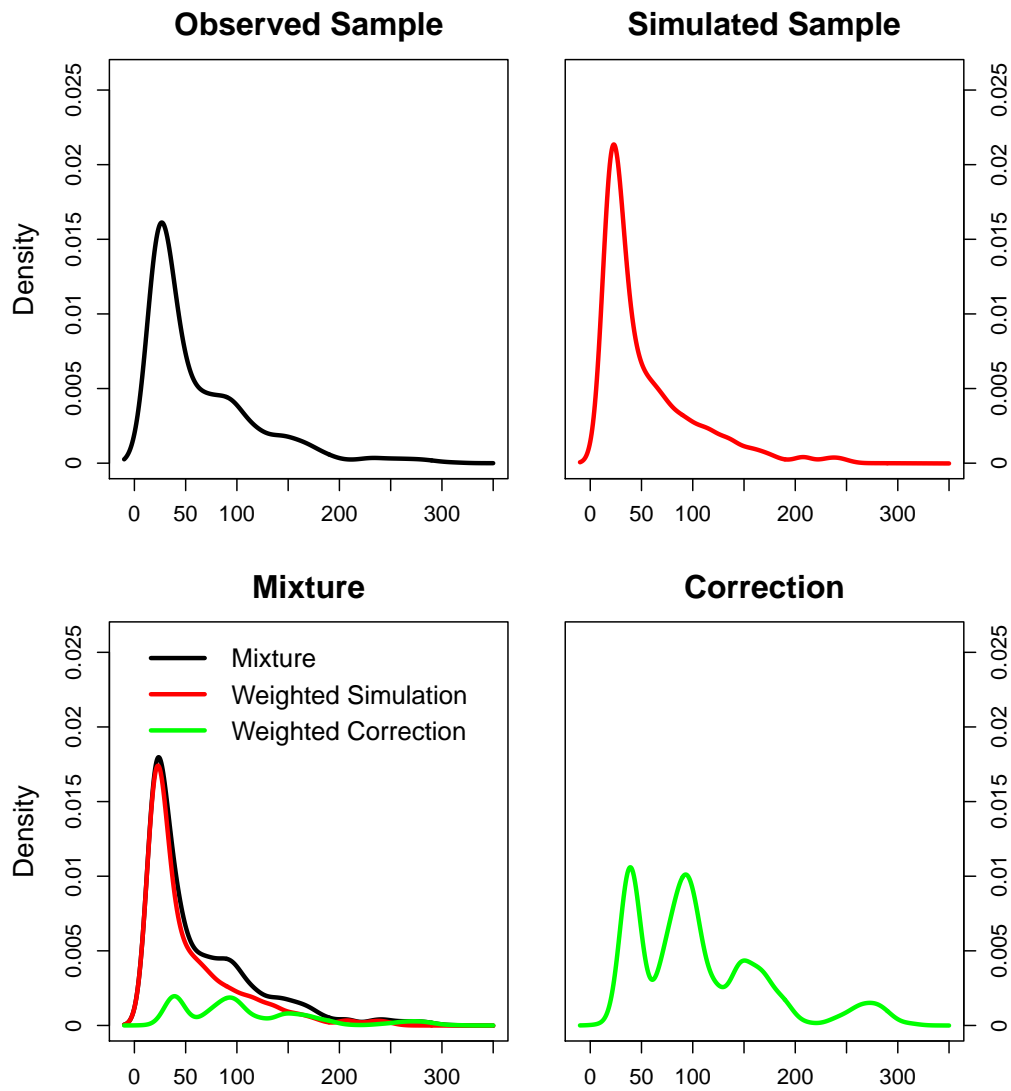 Observed Sample
Simulated Sample
Density
0 0.005 0.01 0.015 0.02 0.025
0 50 100 200 300
0 0.005 0.01 0.015 0.02 0.025
0 50 100 200 300
Mixture
Correction
Density
0 0.005 0.01 0.015 0.02 0.025
Mixture
Weighted Simulation
Weighted Correction
0 50 100 200 300
0 0.005 0.01 0.015 0.02 0.025
0 50 100 200 300